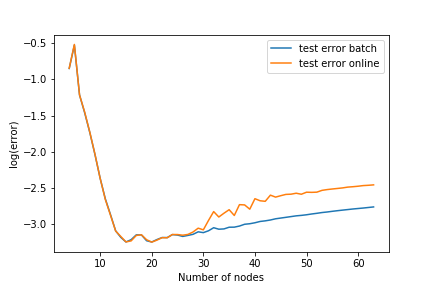 −0.5
−1.0
−1.5
−2.0
−2.5
−3.0
log(error)
test error batch
test error online
10 20 30 40 50 60
Number of nodes